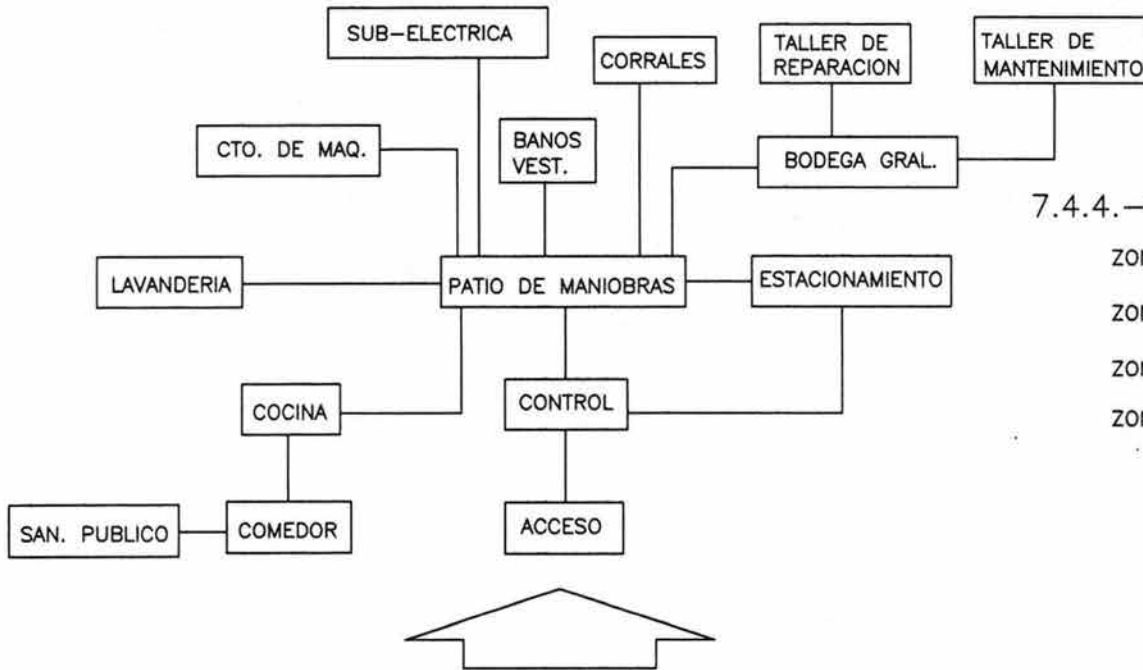 SUB-ELECTRICA
CORRALES
TALLER DE
REPARACION
TALLER DE
MANTENIMIENTO
CTO. DE MAQ.
BANOS
VEST.
BODEGA GRAL.
7.4.4.—
LAVANDERIA
PATIO DE MANIOBRAS
ESTACIONAMIENTO
COCINA
CONTROL
SAN. PUBLICO
COMEDOR
ACCESO